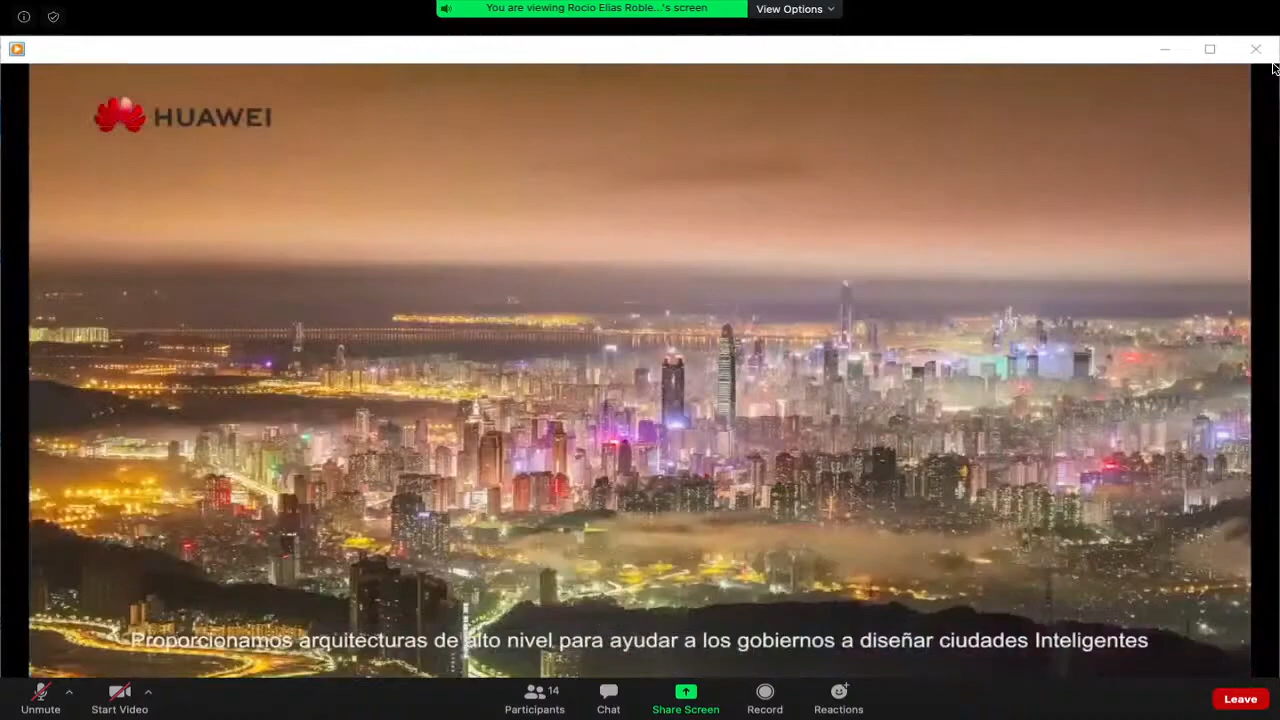 You are viewing Rocio Elias Roble...'s screen
View Options
HUAWEI
Proporcionamos arquitecturas de alto nivel para ayudar a los gobiernos a diseñar ciudades Inteligentes
Unmute
Start Video
14
Participants
Chat
Share Screen
Record
Reactions
Leave